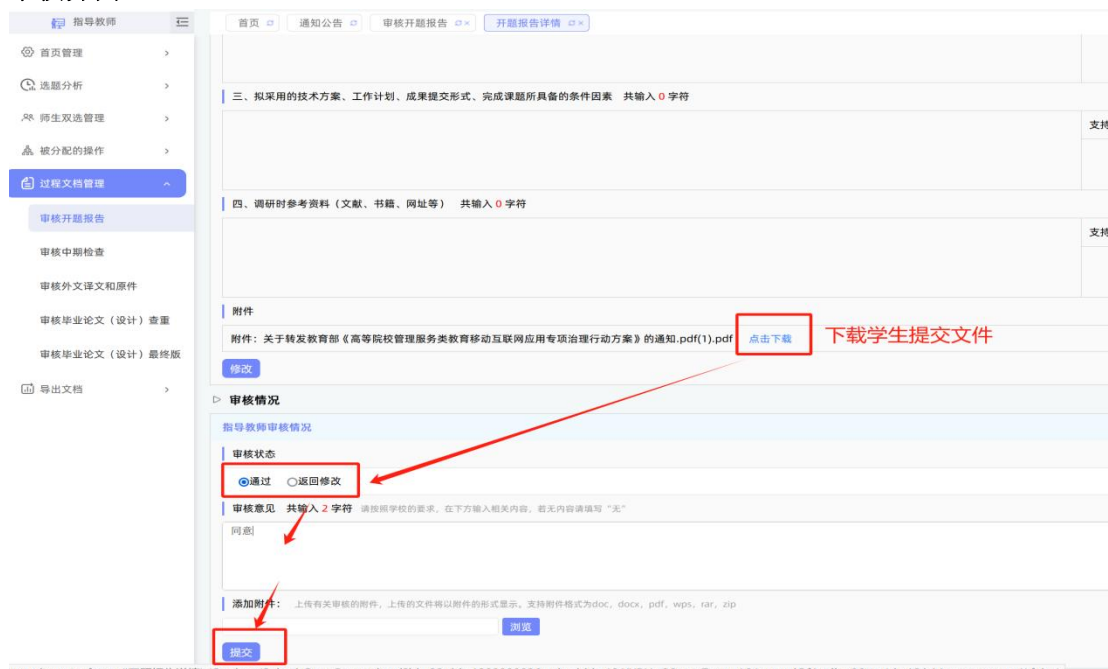 指导教师
首页
通知公告
审核开题报告
开题报告详情
首页管理
选题分析
师生双选管理
被分配的操作
过程文档管理
审核开题报告
审核中期检查
审核外文译文和原件
审核毕业论文（设计）查重
审核毕业论文（设计）最终版
导出文档
三、拟采用的技术方案、工作计划、成果提交形式、完成课题所具备的条件因素 共输入 0 字符
支持
四、调研时参考资料（文献、书籍、网址等） 共输入 0 字符
支持
附件
附件：关于转发教育部《高等院校管理服务类教育移动互联网应用专项治理行动方案》的通知.pdf(1).pdf 点击下载
下载学生提交文件
修改
审核情况
指导教师审核情况
审核状态
通过 返回修改
审核意见 共输入 2 字符 请按照学校的要求，在下方输入相关内容，若无内容请填写“无”
同意
添加附件： 上传有关审核的附件，上传的文件将以附件的形式显示，支持附件格式为doc，docx，pdf，wps，rar，zip
浏览
提交